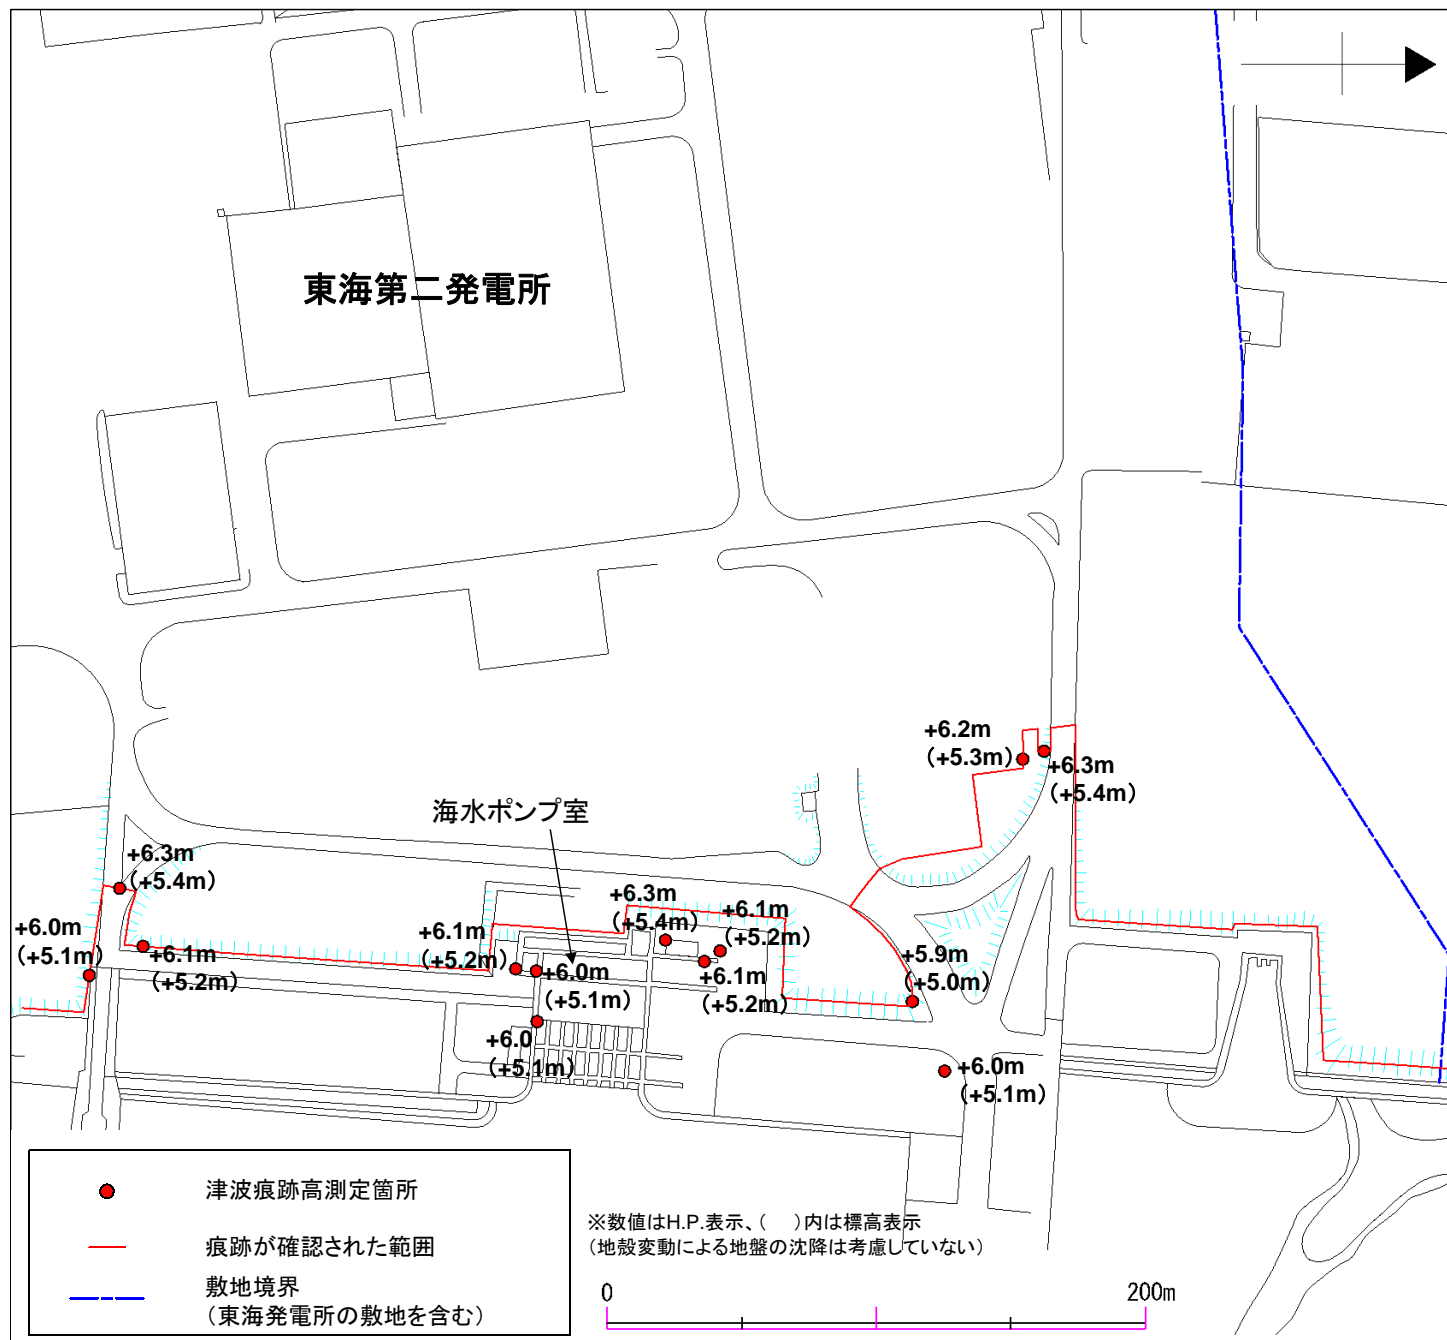 東海第二発電所
+6.2m
(+5.3m)
+6.3m
(+5.4m)
海水ポンプ室
+6.3m
(+5.4m)
+6.3m
(+5.4m)
+6.1m
(+5.2m)
+6.0m
(+5.1m)
+6.1m
(+5.2m)
+6.1m
(+5.2m)
+6.0m
(+5.1m)
+6.1m
(+5.2m)
+5.9m
(+5.0m)
+6.0
(+5.1m)
+6.0m
(+5.1m)
津波痕跡高測定箇所
痕跡が確認された範囲
敷地境界
(東海発電所の敷地を含む)
※数値はH.P.表示、(　)内は標高表示
(地殻変動による地盤の沈降は考慮していない)
0 200m